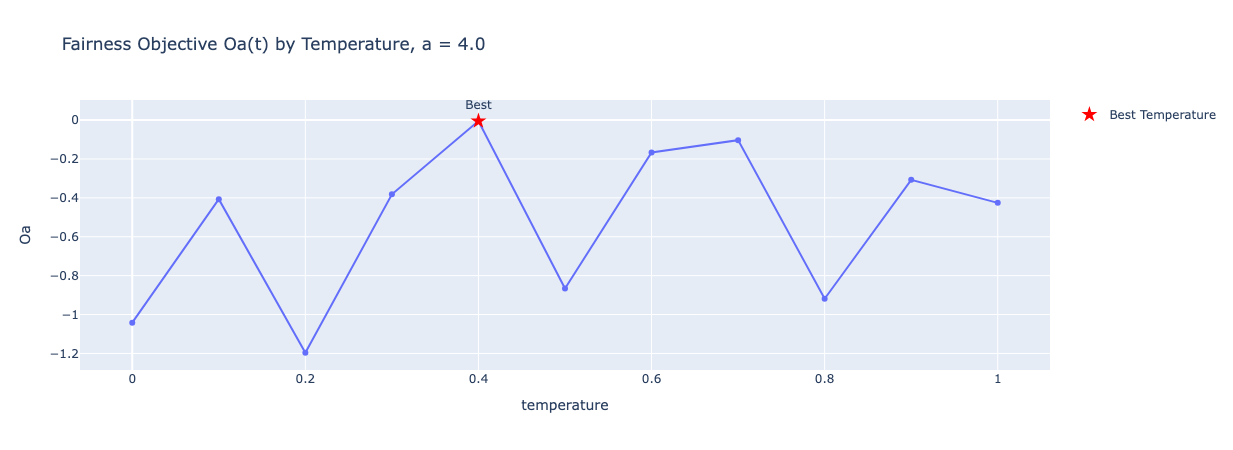 Fairness Objective Oa(t) by Temperature, a = 4.0
Best
Best Temperature
0
−0.2
−0.4
−0.6
−0.8
−1
−1.2
Oa
0 0.2 0.4 0.6 0.8 1
temperature